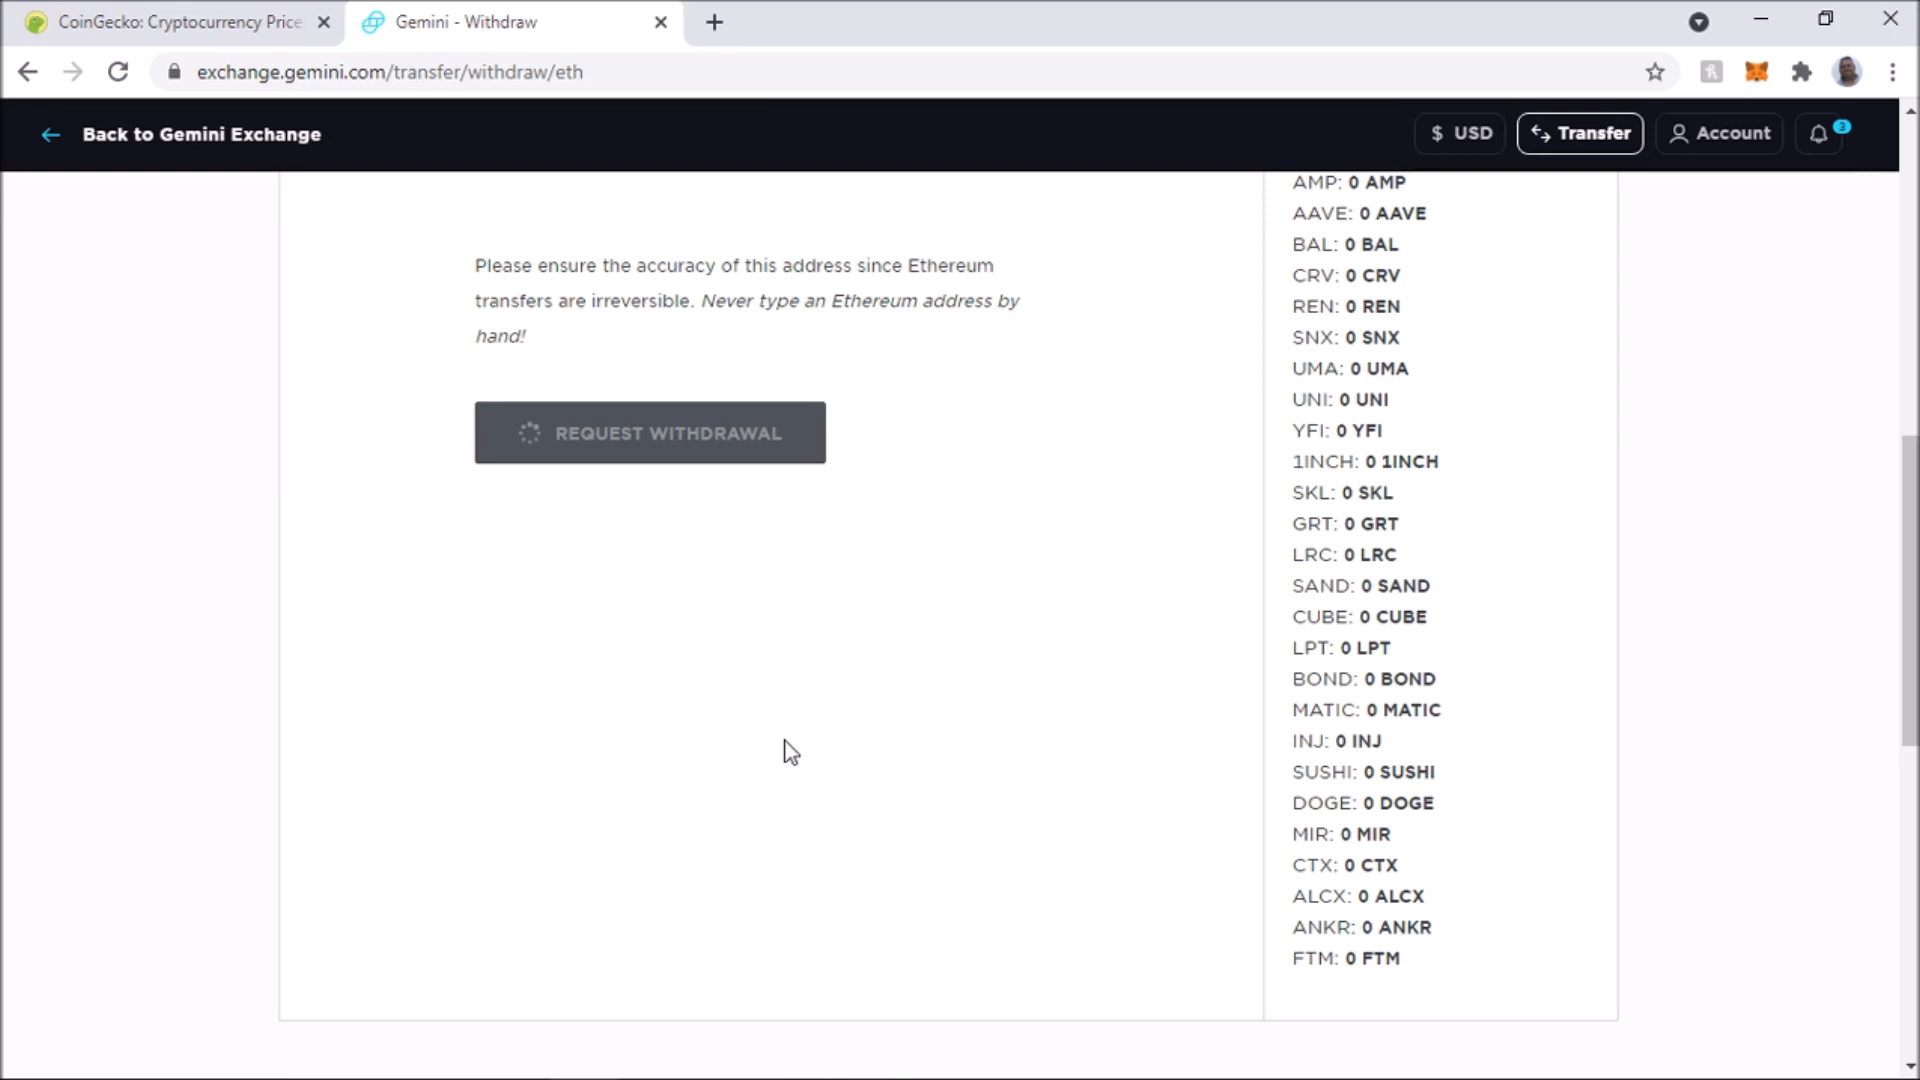 CoinGecko: Cryptocurrency Price
Gemini - Withdraw
exchange.gemini.com/transfer/withdraw/eth
Back to Gemini Exchange
$ USD
Transfer
Account
3
Please ensure the accuracy of this address since Ethereum
transfers are irreversible. Never type an Ethereum address by
hand!
REQUEST WITHDRAWAL
AMP: 0 AMP
AAVE: 0 AAVE
BAL: 0 BAL
CRV: 0 CRV
REN: 0 REN
SNX: 0 SNX
UMA: 0 UMA
UNI: 0 UNI
YFI: 0 YFI
1INCH: 0 1INCH
SKL: 0 SKL
GRT: 0 GRT
LRC: 0 LRC
SAND: 0 SAND
CUBE: 0 CUBE
LPT: 0 LPT
BOND: 0 BOND
MATIC: 0 MATIC
INJ: 0 INJ
SUSHI: 0 SUSHI
DOGE: 0 DOGE
MIR: 0 MIR
CTX: 0 CTX
ALCX: 0 ALCX
ANKR: 0 ANKR
FTM: 0 FTM